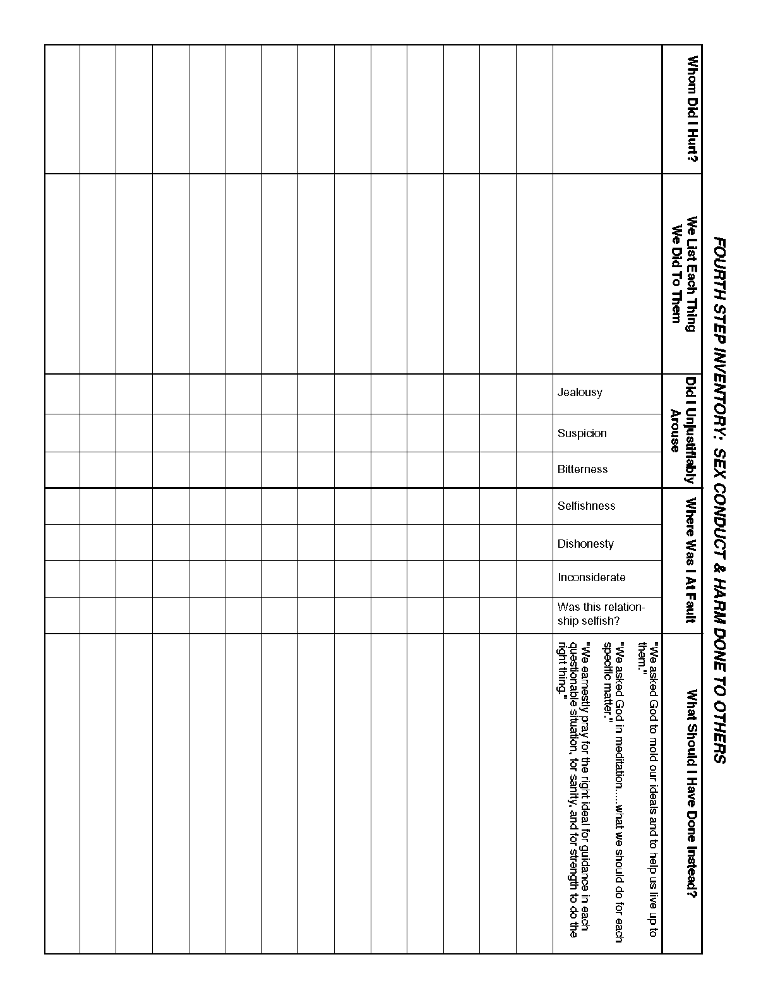 FOURTH STEP INVENTORY:  SEX CONDUCT & HARM DONE TO OTHERS
Whom Did I Hurt?
We List Each Thing
We Did To Them
Did I Unjustifiably
Arouse
Where Was I At Fault
What Should I Have Done Instead?
Jealousy
Suspicion
Bitterness
Selfishness
Dishonesty
Inconsiderate
Was this relation-
ship selfish?
"We asked God to mold our ideals and to help us live up to
them."
"We asked God in meditation.....what we should do for each
specific matter."
"We earnestly pray for the right ideal for guidance in each
questionable situation, for sanity, and for strength to do the
right thing."